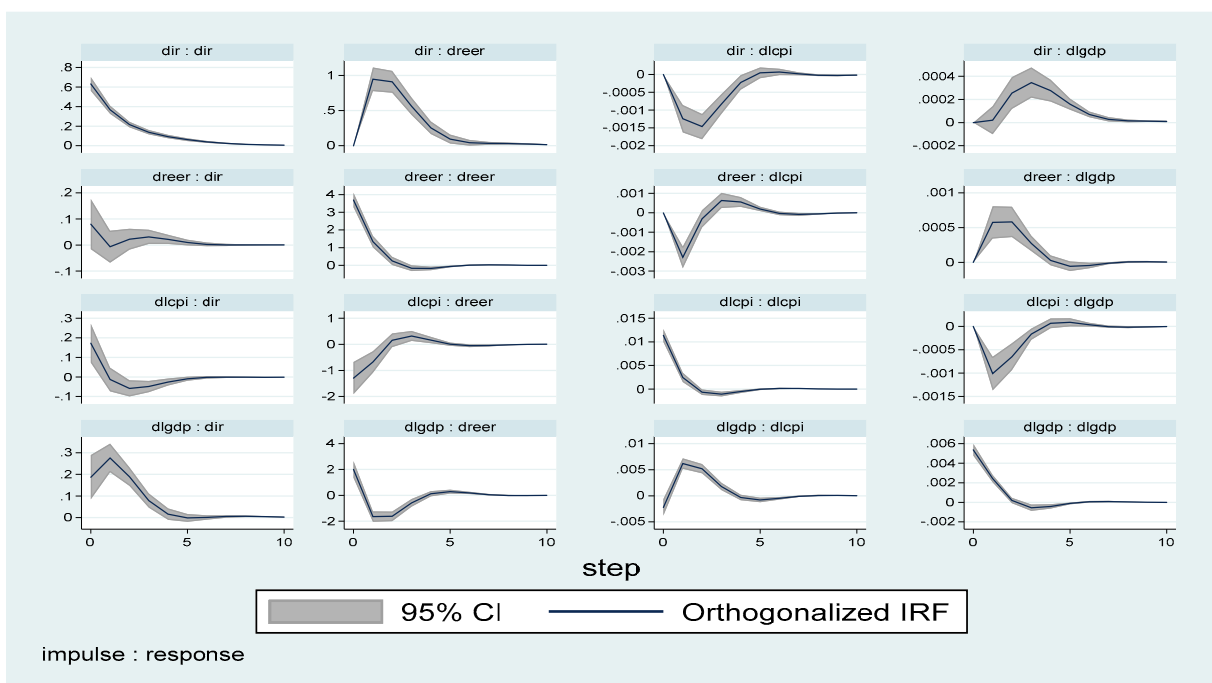 dir : dir
dir : dreer
dir : dlcpi
dir : dlgdp
.8
.6
.4
.2
0
1
.5
0
0
-.0005
-.001
-.0015
-.002
.0004
.0002
0
-.0002
dreer : dir
dreer : dreer
dreer : dlcpi
dreer : dlgdp
.2
.1
0
-.1
4
3
2
1
0
.001
0
-.001
-.002
-.003
.001
.0005
0
dlcpi : dir
dlcpi : dreer
dlcpi : dlcpi
dlcpi : dlgdp
.3
.2
.1
0
-.1
1
0
-1
-2
.015
.01
.005
0
0
-.0005
-.001
-.0015
dlgdp : dir
dlgdp : dreer
dlgdp : dlcpi
dlgdp : dlgdp
.3
.2
.1
0
4
2
0
-2
.01
.005
0
-.005
.006
.004
.002
0
-.002
0 5 10
0 5 10
0 5 10
0 5 10
step
95% CI Orthogonalized IRF
impulse : response